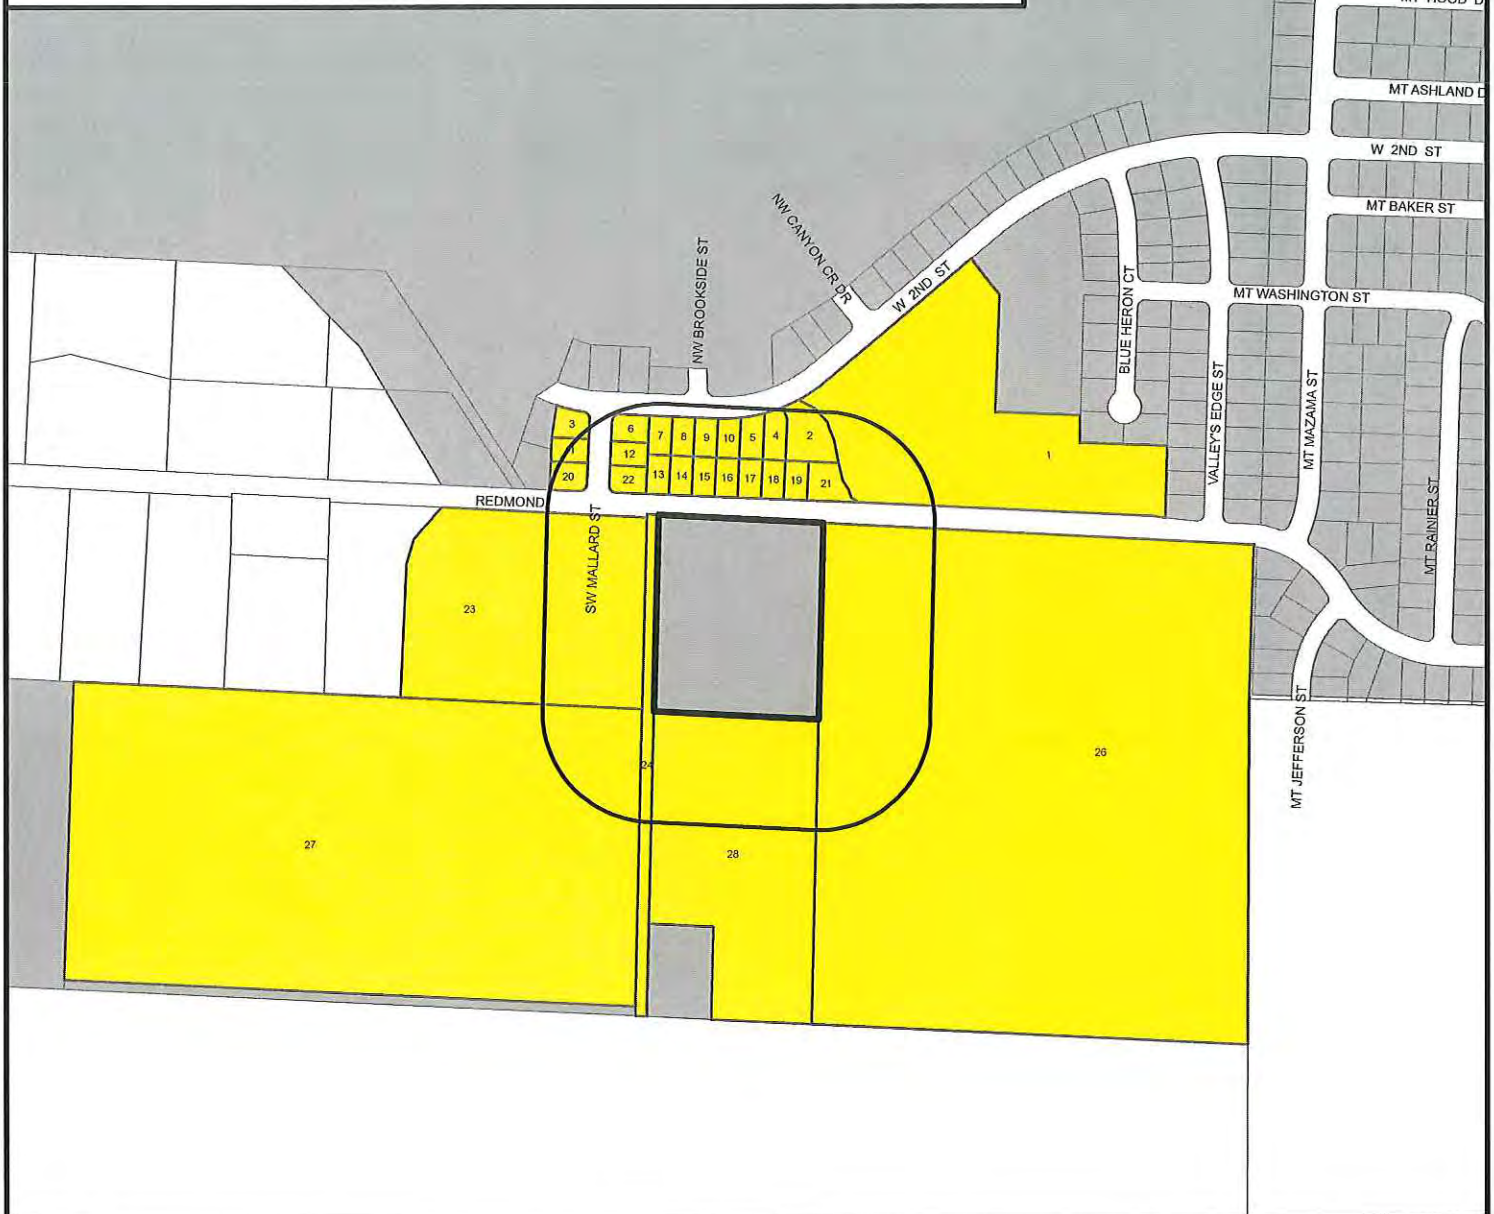 MT ASHLAND D
W 2ND ST
MT BAKER ST
NW CANYON CR DR
NW BROOKSIDE ST
W 2ND ST
BLUE HERON CT
MT WASHINGTON ST
VALLEY'S EDGE ST
MT MAZAMA ST
MT RAINIER ST
3
6
7
8
9
10
5
4
2
12
1
20
22
13
14
15
16
17
18
19
21
REDMOND
SW MALLARD ST
23
24
26
MT JEFFERSON ST
27
28